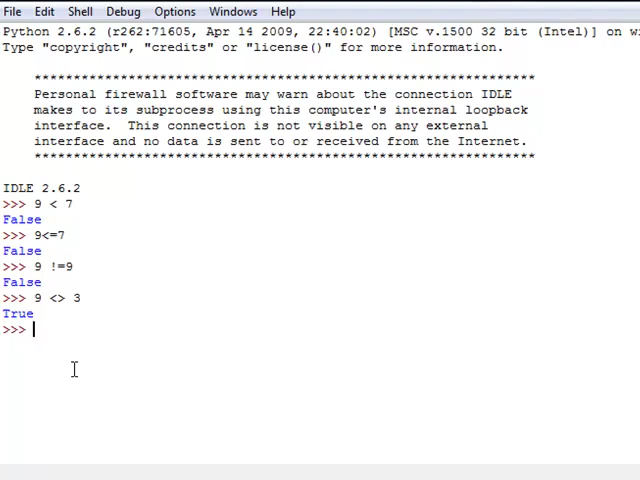 File Edit Shell Debug Options Windows Help
Python 2.6.2 (r262:71605, Apr 14 2009, 22:40:02) [MSC v.1500 32 bit (Intel)] on
Type "copyright", "credits" or "license()" for more information.
****************************************************************
Personal firewall software may warn about the connection IDLE
makes to its subprocess using this computer's internal loopback
interface.  This connection is not visible on any external
interface and no data is sent to or received from the Internet.
****************************************************************
IDLE 2.6.2
>>> 9 < 7
False
>>> 9<=7
False
>>> 9 !=9
False
>>> 9 <> 3
True
>>>